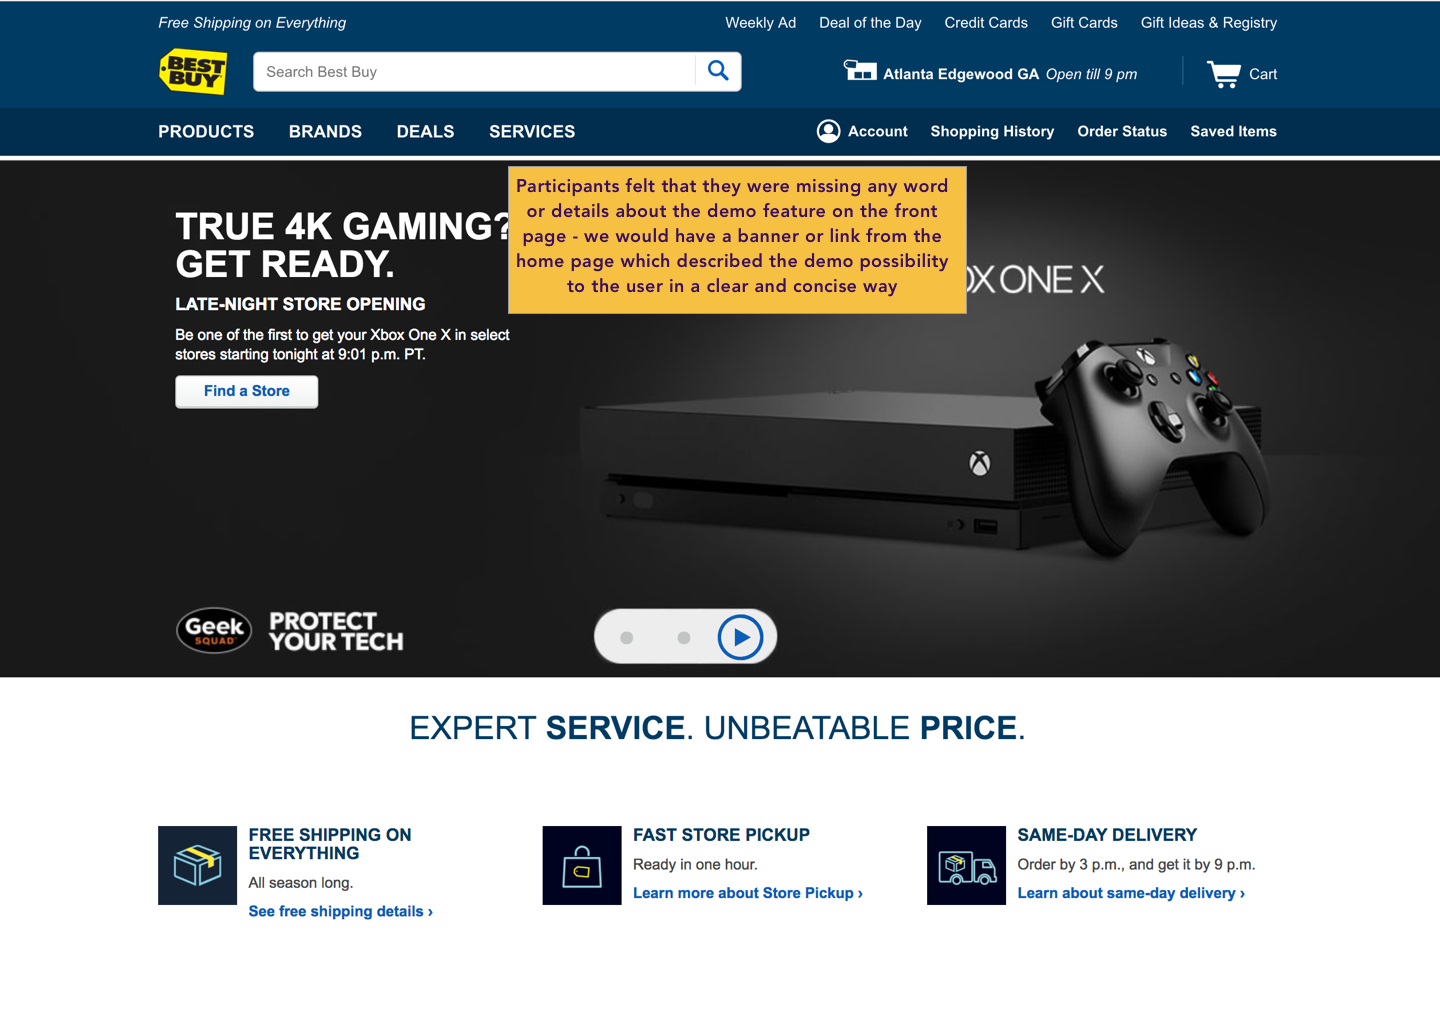 Free Shipping on Everything
Weekly Ad
Deal of the Day
Credit Cards
Gift Cards
Gift Ideas & Registry
BEST
BUY
Search Best Buy
Atlanta Edgewood GA Open till 9 pm
Cart
PRODUCTS
BRANDS
DEALS
SERVICES
Account
Shopping History
Order Status
Saved Items
TRUE 4K GAMING?
GET READY.
LATE-NIGHT STORE OPENING
Be one of the first to get your Xbox One X in select
stores starting tonight at 9:01 p.m. PT.
Find a Store
Participants felt that they were missing any word
or details about the demo feature on the front
page - we would have a banner or link from the
home page which described the demo possibility
to the user in a clear and concise way
OX ONE X
Geek
SQUAD
PROTECT
YOUR TECH
EXPERT SERVICE. UNBEATABLE PRICE.
FREE SHIPPING ON
EVERYTHING
All season long.
See free shipping details ›
FAST STORE PICKUP
Ready in one hour.
Learn more about Store Pickup ›
SAME-DAY DELIVERY
Order by 3 p.m., and get it by 9 p.m.
Learn about same-day delivery ›